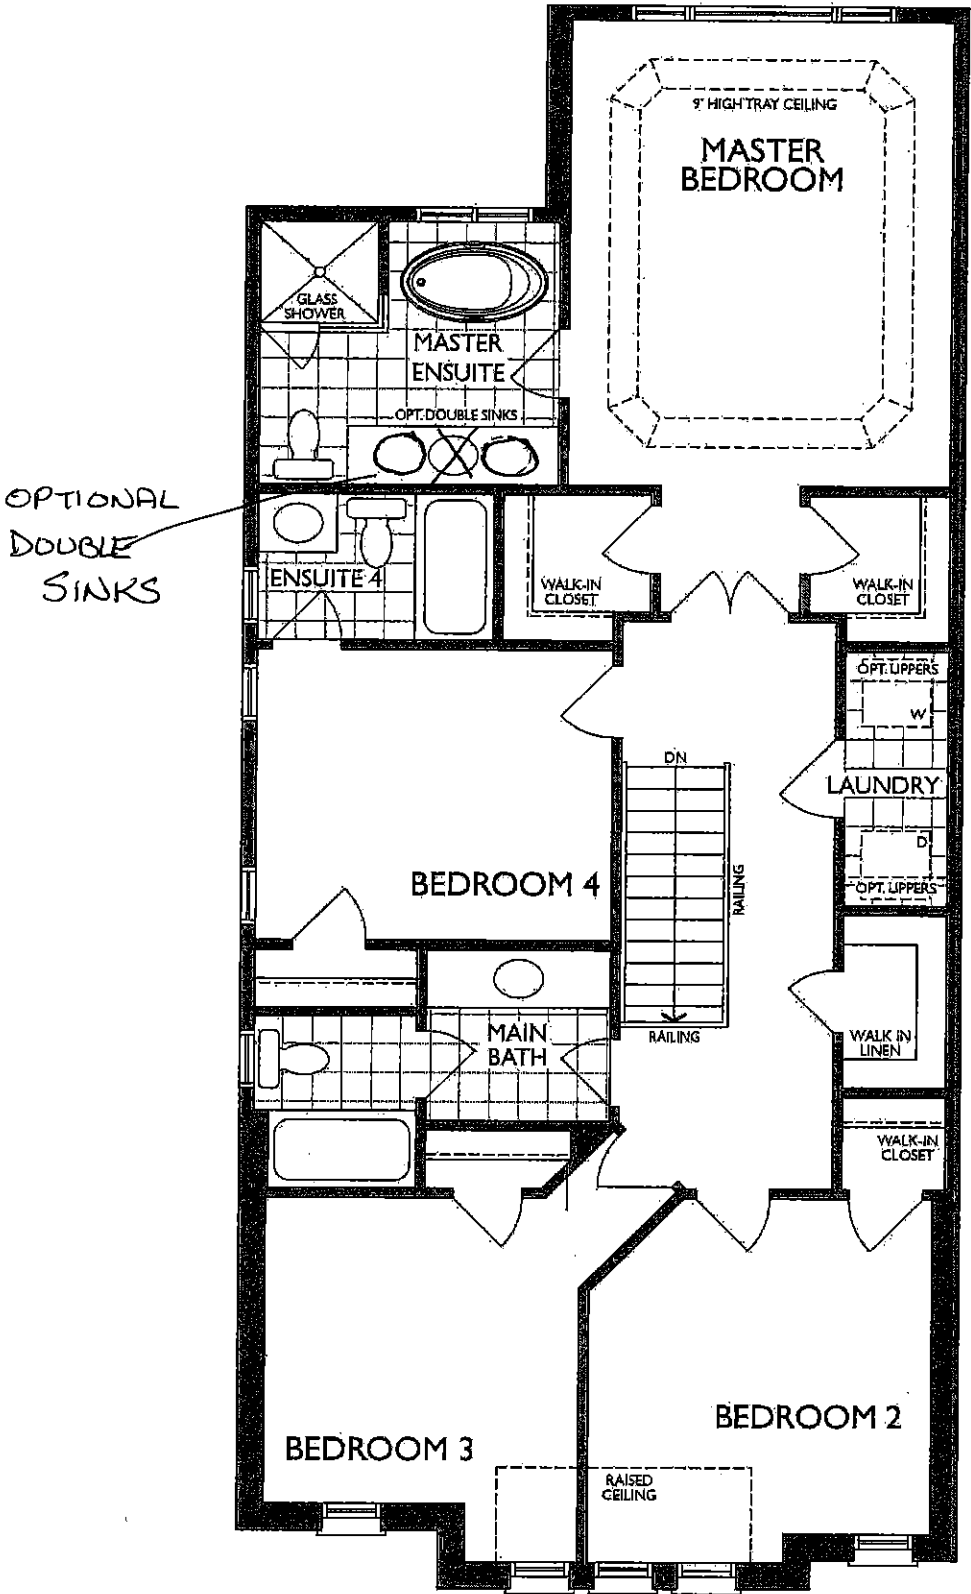 9' HIGH TRAY CEILING
MASTER
BEDROOM
GLASS
SHOWER
MASTER
ENSUITE
OPT. DOUBLE SINKS
OPTIONAL
DOUBLE
SINKS
ENSUITE 4
WALK-IN
CLOSET
WALK-IN
CLOSET
OPT. UPPERS
W
DN
LAUNDRY
D
OPT. UPPERS
BEDROOM 4
RAILING
MAIN
BATH
RAILING
WALK IN
LINEN
WALK-IN
CLOSET
BEDROOM 2
BEDROOM 3
RAISED
CEILING